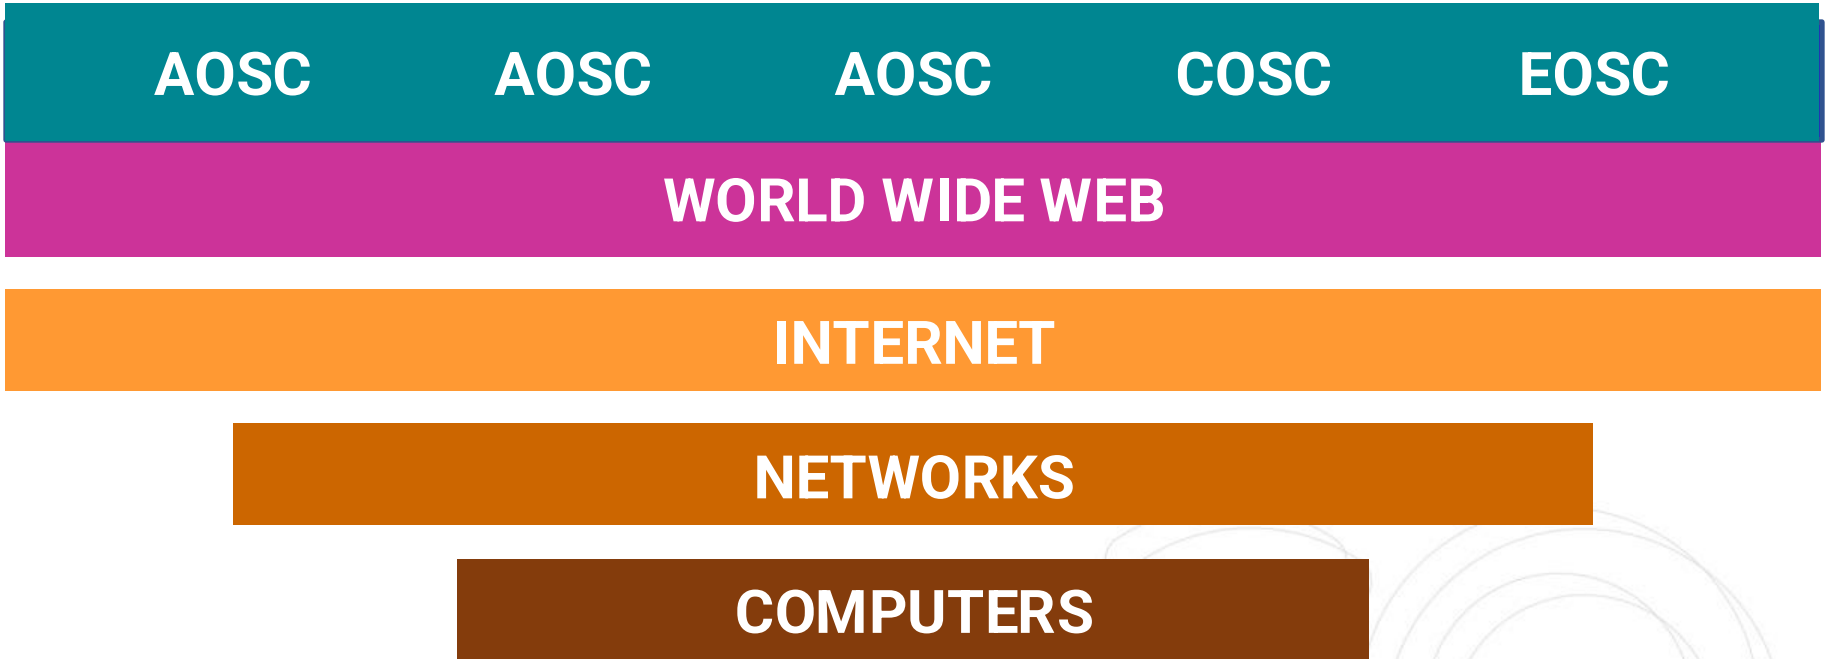 AOSC AOSC AOSC COSC EOSC
WORLD WIDE WEB
INTERNET
NETWORKS
COMPUTERS